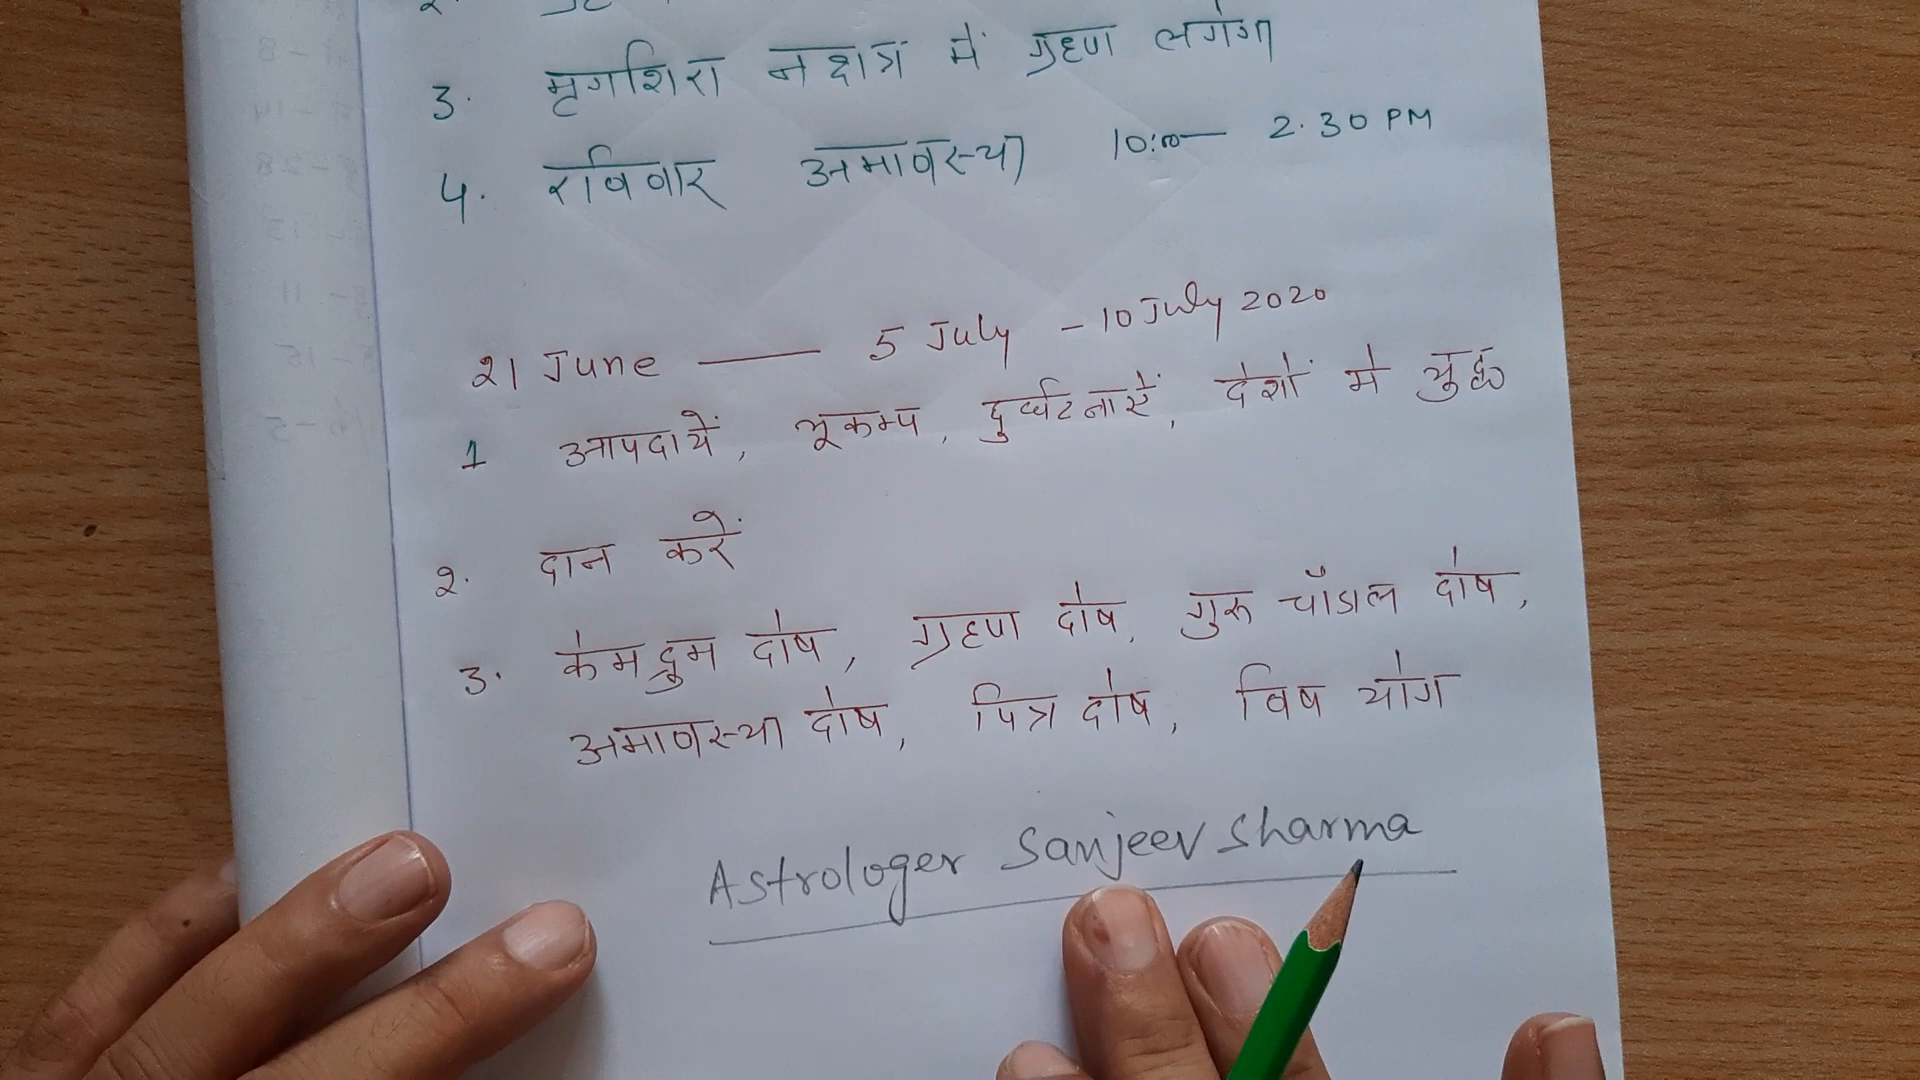 3. मृगशिरा नक्षत्र में ग्रहण लगेगा
4. रविवार अमावस्या 10:00 — 2.30 PM
21 June —— 5 July - 10 July 2020
1 आपदायें, भूकम्प, दुर्घटनाऐं, देशों मे युद्ध
2. दान करें
3. केमद्रुम दोष, ग्रहण दोष, गुरू चाँडाल दोष,
अमावस्या दोष, पित्र दोष, विष योग
Astrologer Sanjeev Sharma